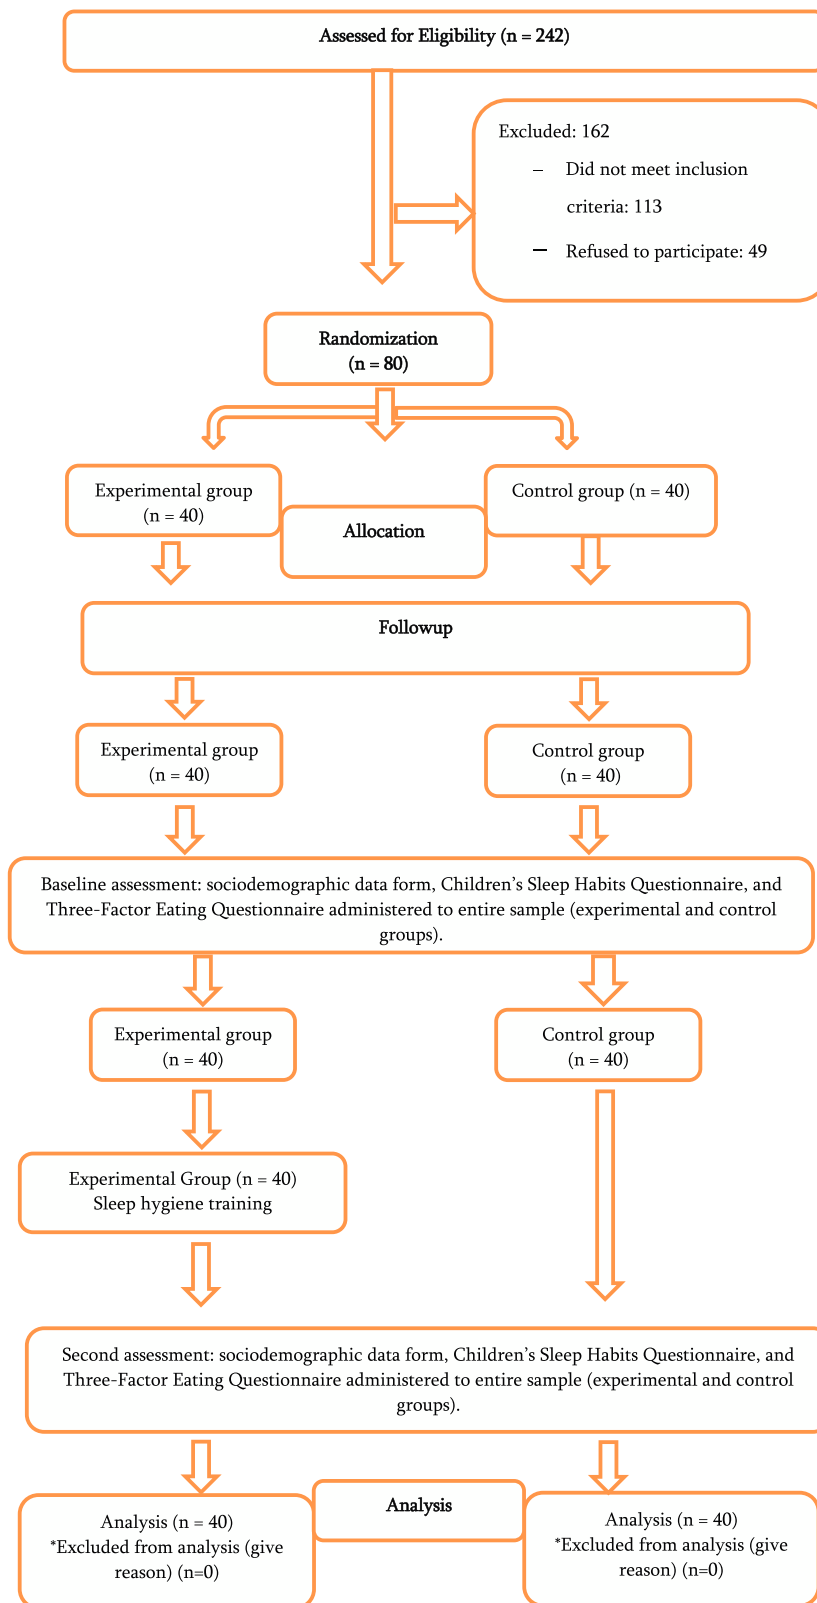 Assessed for Eligibility (n = 242)
Excluded: 162
– Did not meet inclusion
criteria: 113
– Refused to participate: 49
Randomization
(n = 80)
Experimental group
(n = 40)
Control group (n = 40)
Allocation
Followup
Experimental group
(n = 40)
Control group
(n = 40)
Baseline assessment: sociodemographic data form, Children’s Sleep Habits Questionnaire, and
Three-Factor Eating Questionnaire administered to entire sample (experimental and control
groups).
Experimental group
(n = 40)
Control group
(n = 40)
Experimental Group (n = 40)
Sleep hygiene training
Second assessment: sociodemographic data form, Children’s Sleep Habits Questionnaire, and
Three-Factor Eating Questionnaire administered to entire sample (experimental and control
groups).
Analysis
Analysis (n = 40)
*Excluded from analysis (give
reason) (n=0)
Analysis (n = 40)
*Excluded from analysis (give
reason) (n=0)